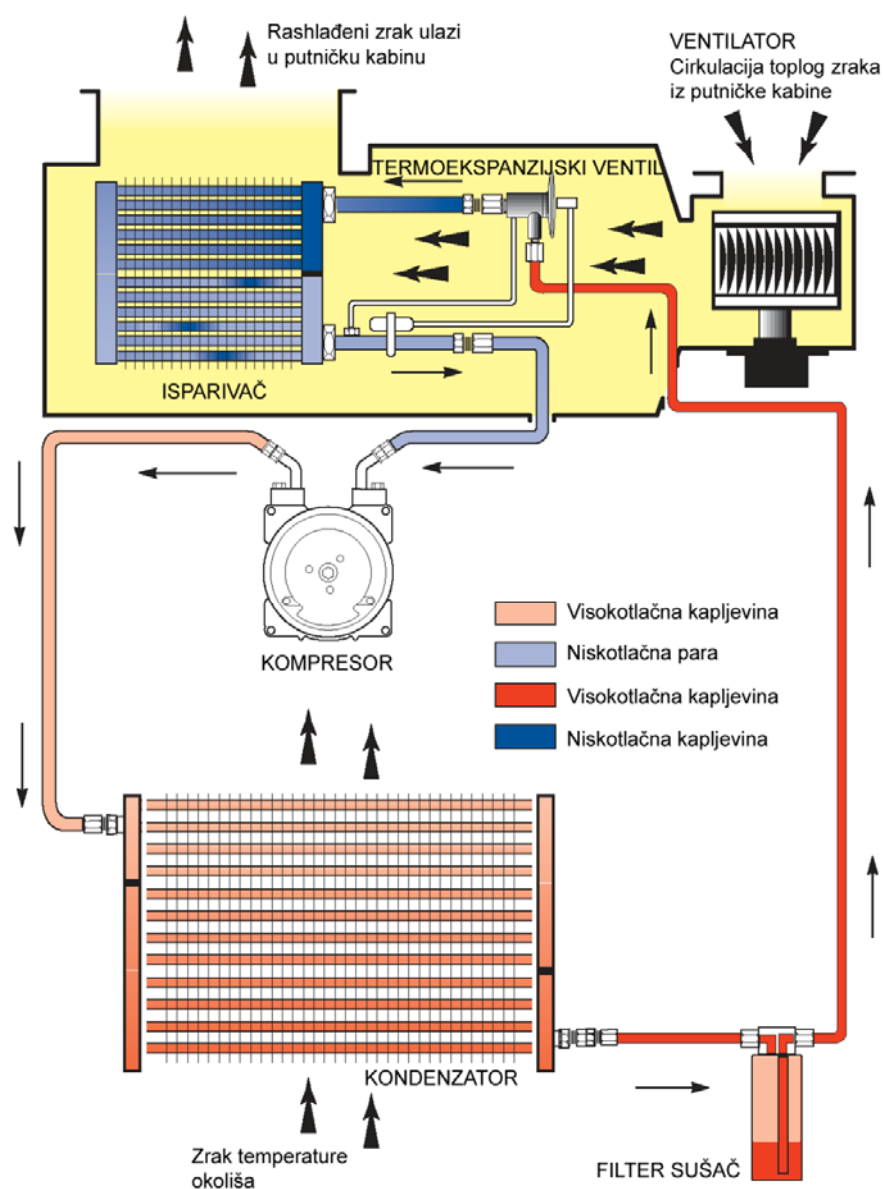 Rashlađeni zrak ulazi
u putničku kabinu
VENTILATOR
Cirkulacija toplog zraka
iz putničke kabine
TERMOEKSPANZIJSKI VENTIL
ISPARIVAČ
KOMPRESOR
Visokotlačna kapljevina
Niskotlačna para
Visokotlačna kapljevina
Niskotlačna kapljevina
KONDENZATOR
Zrak temperature
okoliša
FILTER SUŠAČ